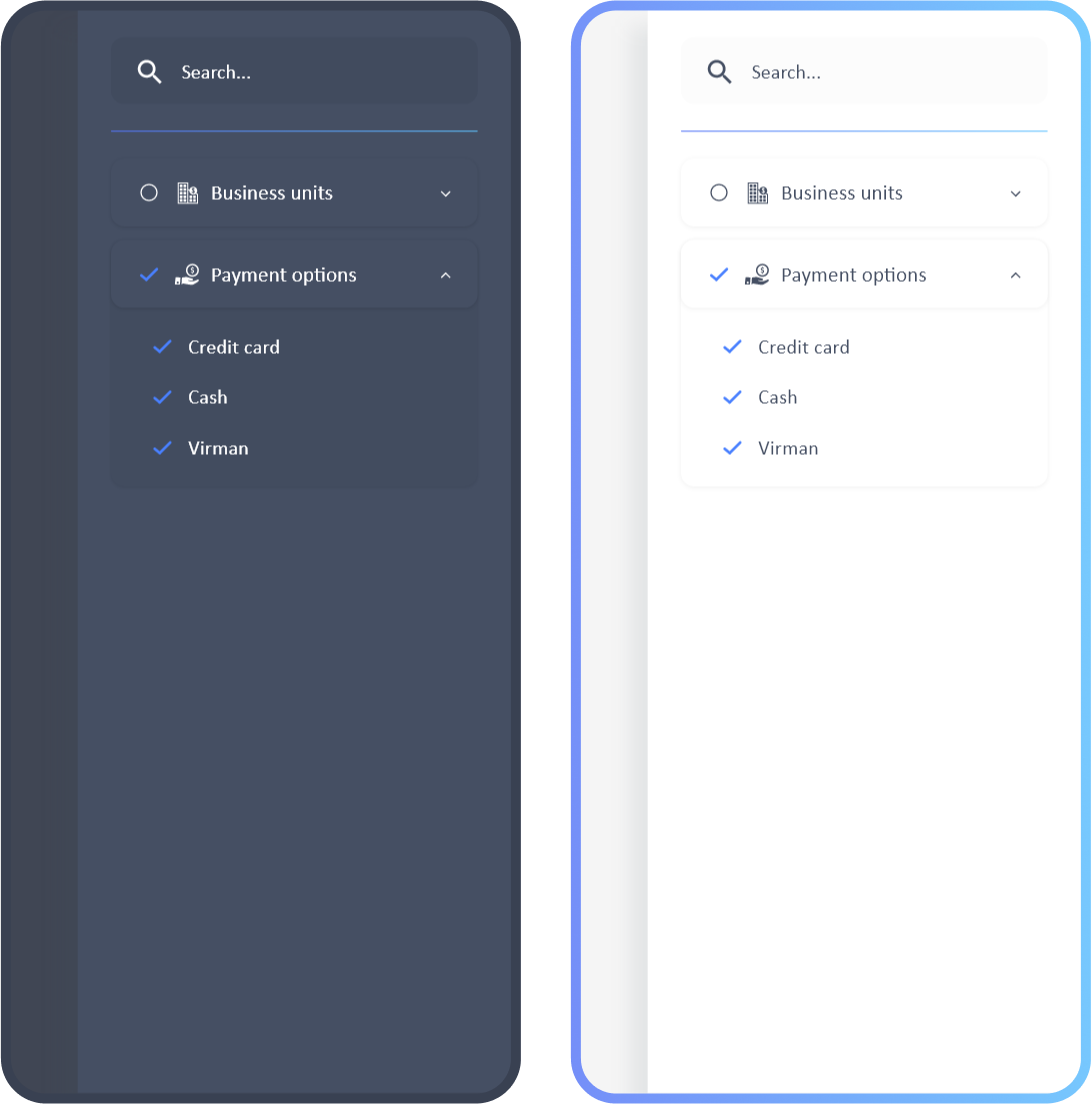 Search...
Business units
Payment options
Credit card
Cash
Virman
Search...
Business units
Payment options
Credit card
Cash
Virman